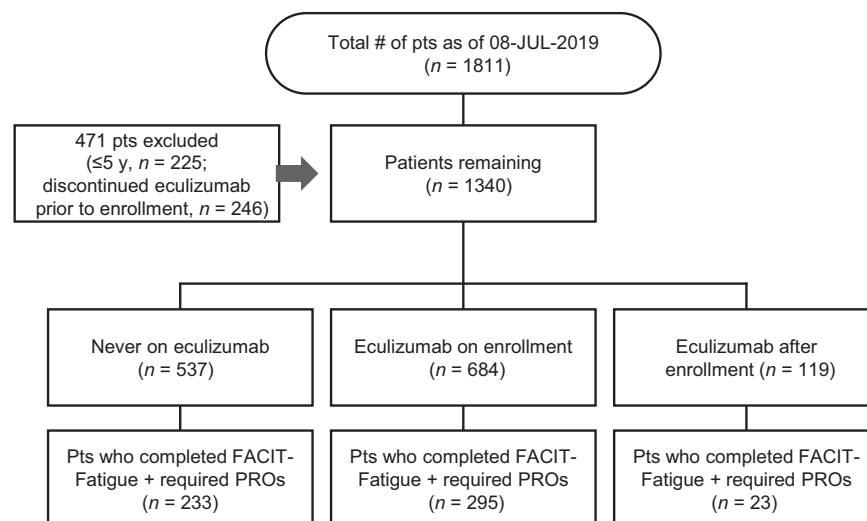 Total # of pts as of 08-JUL-2019
(n = 1811)
471 pts excluded
(≤5 y, n = 225;
discontinued eculizumab
prior to enrollment, n = 246)
Patients remaining
(n = 1340)
Never on eculizumab
(n = 537)
Eculizumab on enrollment
(n = 684)
Eculizumab after
enrollment (n = 119)
Pts who completed FACIT-
Fatigue + required PROs
(n = 233)
Pts who completed FACIT-
Fatigue + required PROs
(n = 295)
Pts who completed FACIT-
Fatigue + required PROs
(n = 23)